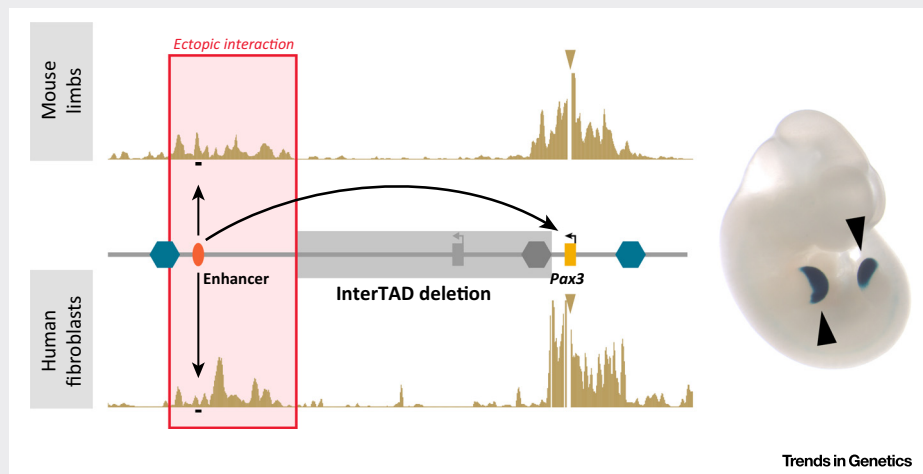 Ectopic interaction
Mouse
limbs
Enhancer
Pax3
InterTAD deletion
Human
fibroblasts
Trends in Genetics